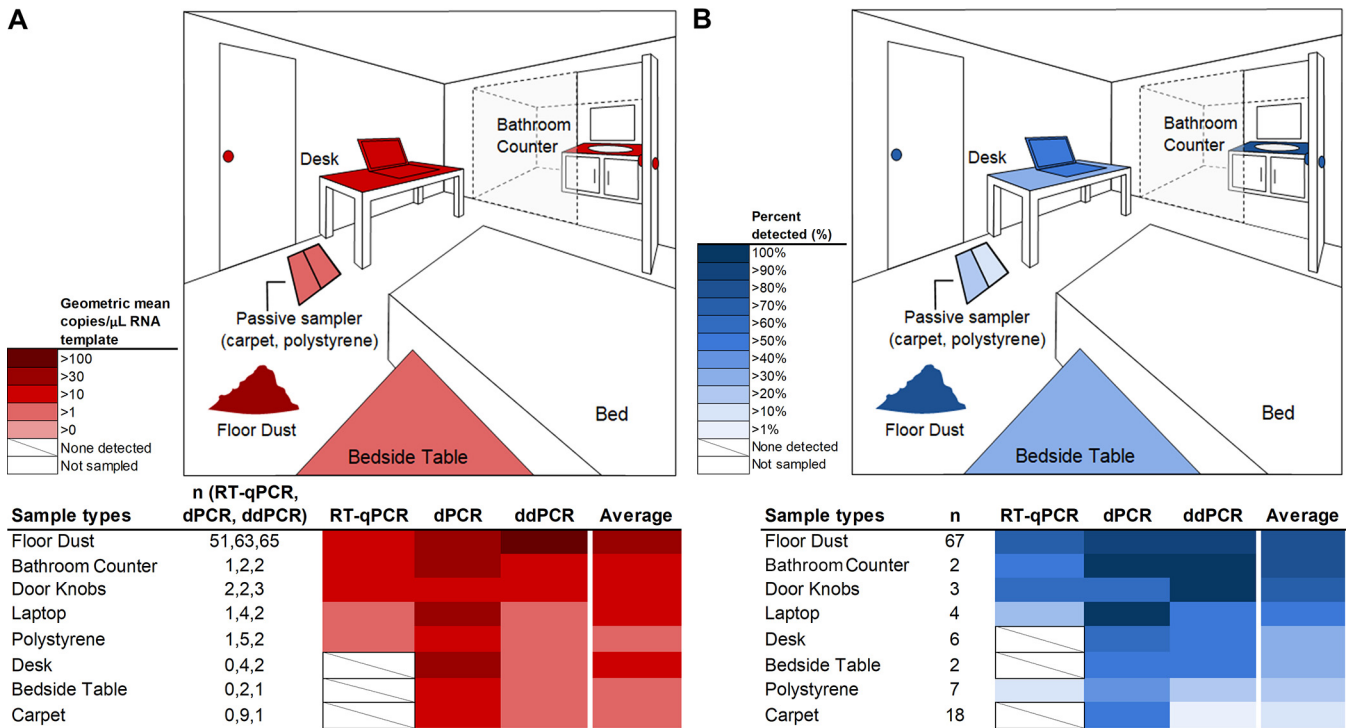 A
Bathroom
Counter
Desk
Passive sampler
(carpet, polystyrene)
Geometric mean
copies/µL RNA
template
>100
>30
>10
>1
>0
None detected
Not sampled
Floor Dust
Bed
Bedside Table
n (RT-qPCR,
Sample types dPCR, ddPCR) RT-qPCR dPCR ddPCR Average
Floor Dust 51,63,65
Bathroom Counter 1,2,2
Door Knobs 2,2,3
Laptop 1,4,2
Polystyrene 1,5,2
Desk 0,4,2
Bedside Table 0,2,1
Carpet 0,9,1
B
Bathroom
Counter
Desk
Passive sampler
(carpet, polystyrene)
Percent
detected (%)
100%
>90%
>80%
>70%
>60%
>50%
>40%
>30%
>20%
>10%
>1%
None detected
Not sampled
Floor Dust
Bed
Bedside Table
Sample types n RT-qPCR dPCR ddPCR Average
Floor Dust 67
Bathroom Counter 2
Door Knobs 3
Laptop 4
Desk 6
Bedside Table 2
Polystyrene 7
Carpet 18